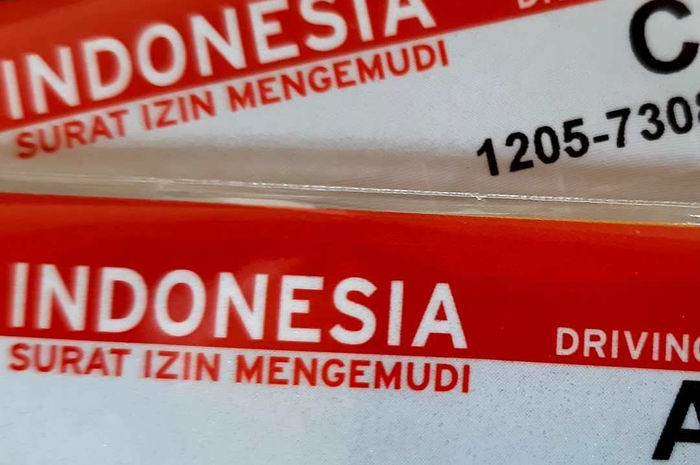 INDONESIA
SURAT IZIN MENGEMUDI
C
1205-730
INDONESIA
DRIVING
SURAT IZIN MENGEMUDI
A